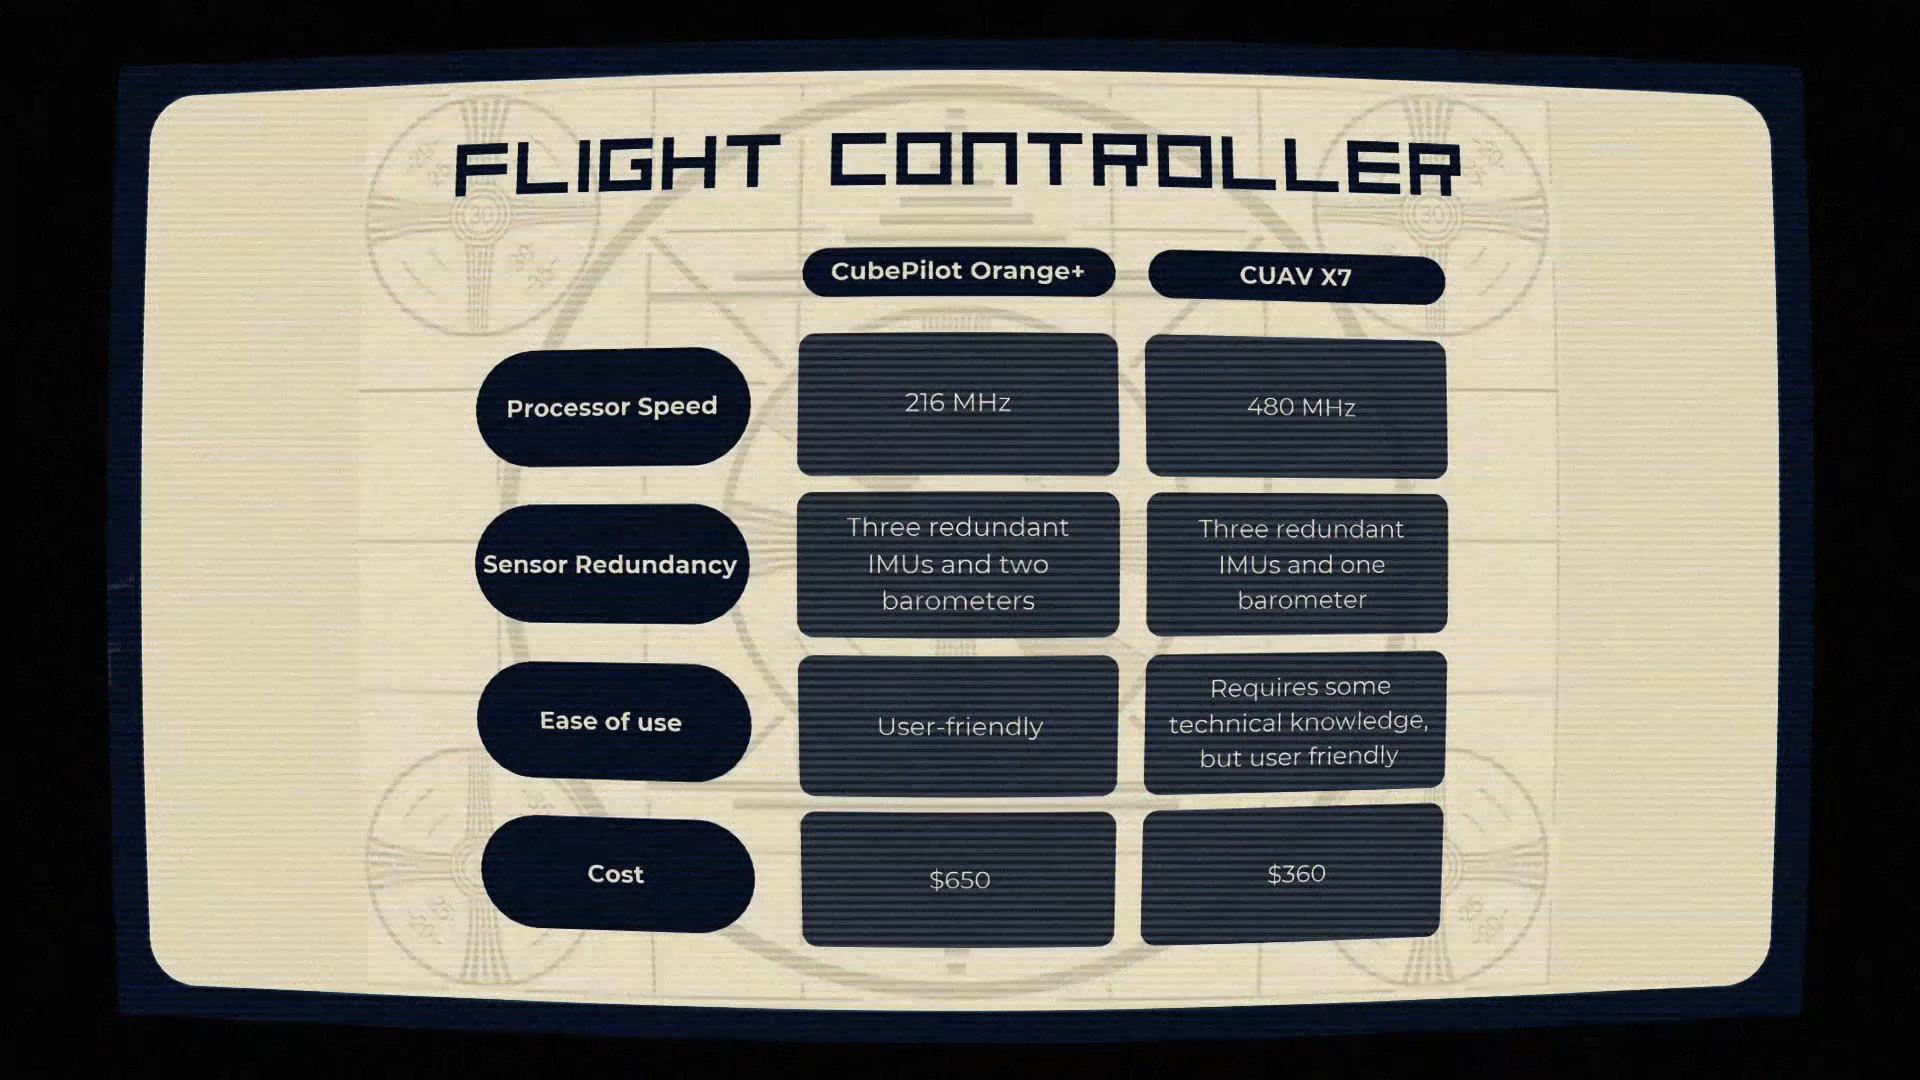 FLIGHT CONTROLLER
CubePilot Orange+
CUAV X7
Processor Speed
216 MHz
480 MHz
Sensor Redundancy
Three redundant
IMUs and two
barometers
Three redundant
IMUs and one
barometer
Ease of use
User-friendly
Requires some
technical knowledge,
but user friendly
Cost
$650
$360